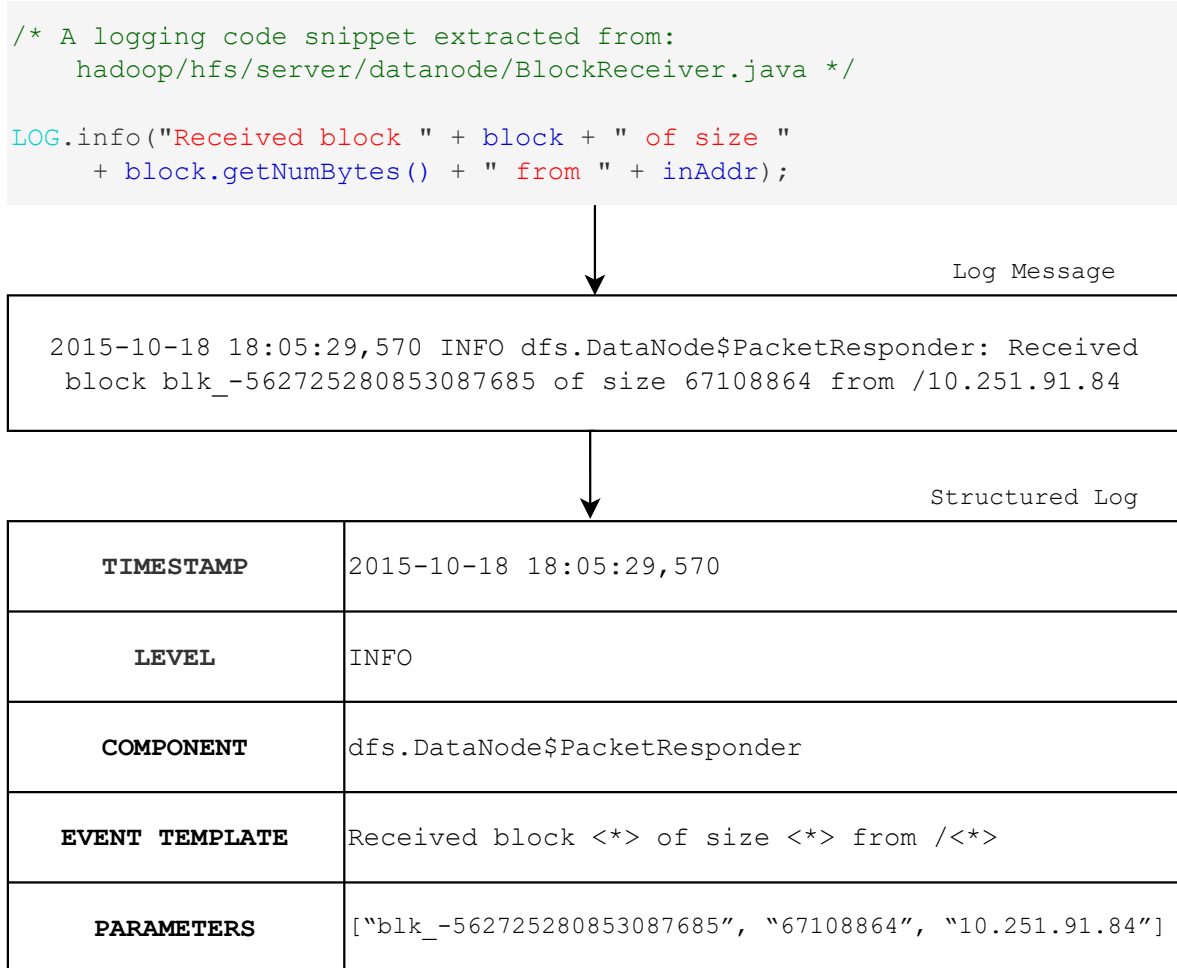 /* A logging code snippet extracted from:
hadoop/hfs/server/datanode/BlockReceiver.java */
LOG.info("Received block " + block + " of size "
+ block.getNumBytes() + " from " + inAddr);
Log Message
2015-10-18 18:05:29,570 INFO dfs.DataNode$PacketResponder: Received
block blk_-562725280853087685 of size 67108864 from /10.251.91.84
Structured Log
TIMESTAMP 2015-10-18 18:05:29,570
LEVEL INFO
COMPONENT dfs.DataNode$PacketResponder
EVENT TEMPLATE Received block <*> of size <*> from /<*>
PARAMETERS [“blk_-562725280853087685”, “67108864”, “10.251.91.84”]